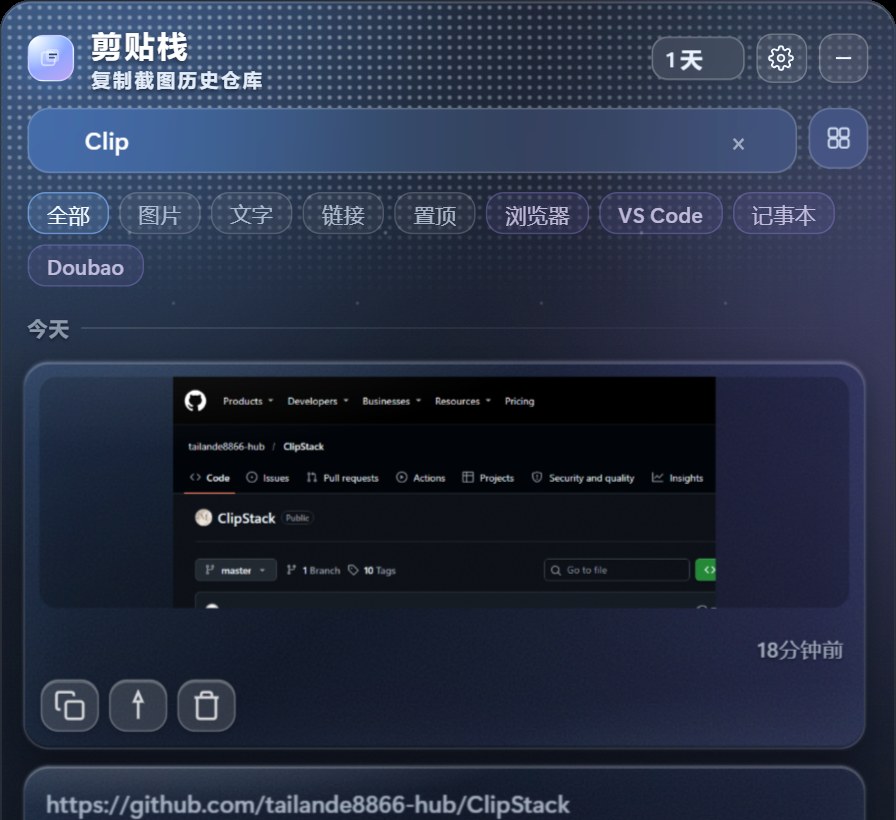 剪贴栈
复制截图历史仓库
1 天
Clip
×
全部 图片 文字 链接 置顶 浏览器 VS Code 记事本
Doubao
今天
Products Developers Businesses Resources Pricing
tailande8866-hub / ClipStack
Code Issues Pull requests Actions Projects Security and quality Insights
ClipStack Public
master 1 Branch 10 Tags Go to file
18分钟前
https://github.com/tailande8866-hub/ClipStack